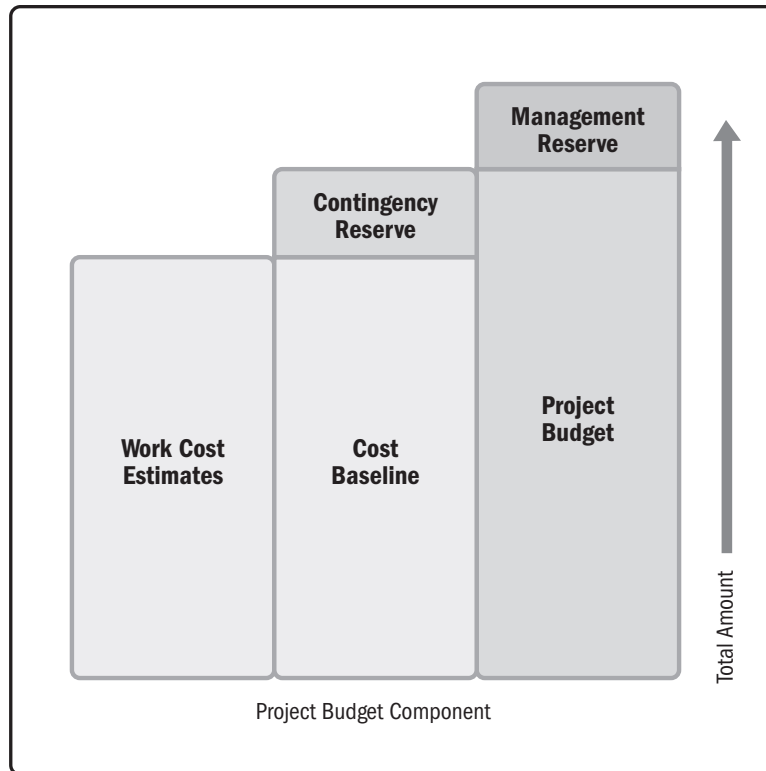 Management
Reserve
Contingency
Reserve
Project
Budget
Work Cost
Estimates
Cost
Baseline
Total Amount
Project Budget Component